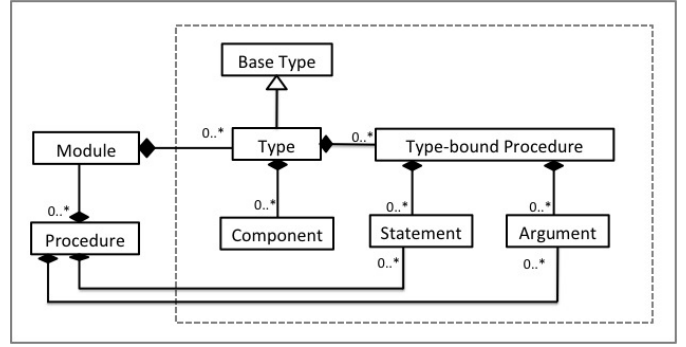 Base Type
0..*
0..*
Module
Type
Type-bound Procedure
0..*
0..*
0..*
0..*
Procedure
Component
Statement
Argument
0..*
0..*